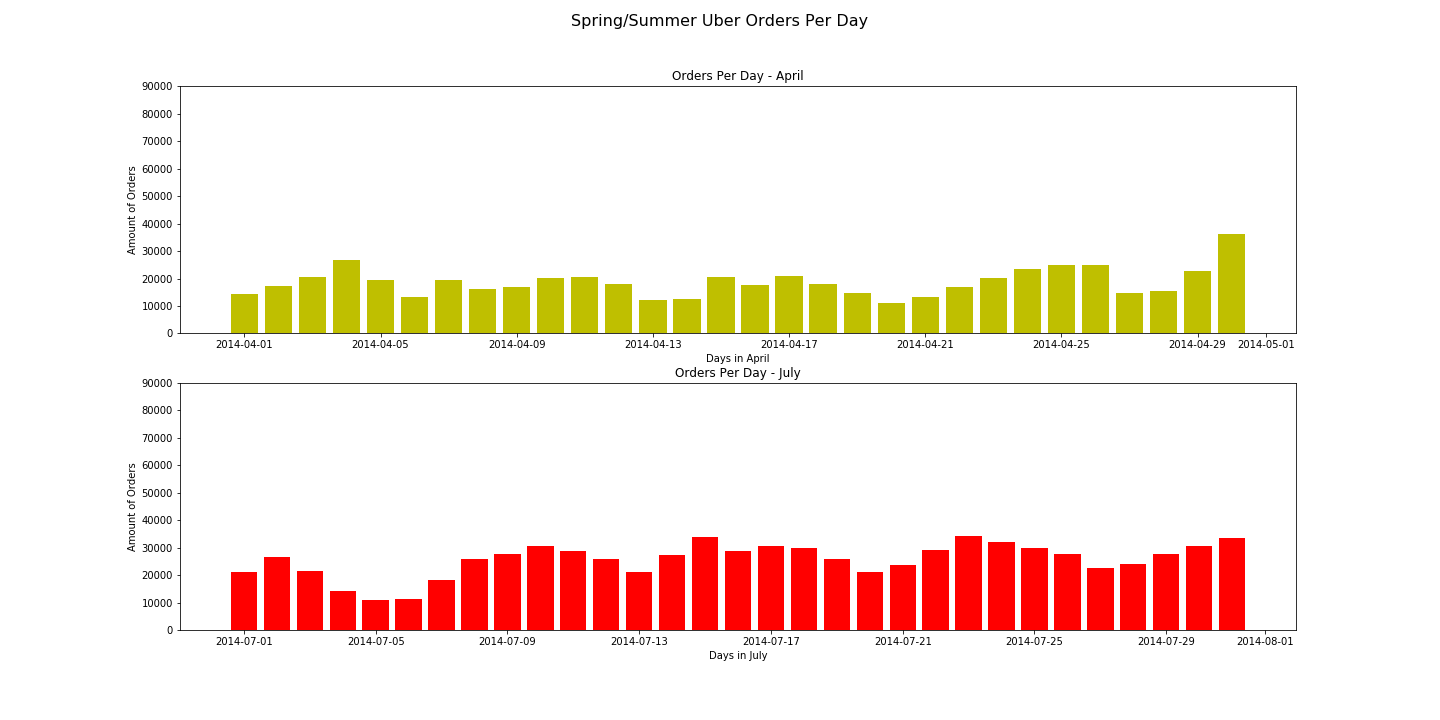 Spring/Summer Uber Orders Per Day
Orders Per Day - April
90000
80000
70000
60000
50000
40000
30000
20000
10000
0
Amount of Orders
2014-04-01 2014-04-05 2014-04-09 2014-04-13 2014-04-17 2014-04-21 2014-04-25 2014-04-29 2014-05-01
Days in April
Orders Per Day - July
90000
80000
70000
60000
50000
40000
30000
20000
10000
0
Amount of Orders
2014-07-01 2014-07-05 2014-07-09 2014-07-13 2014-07-17 2014-07-21 2014-07-25 2014-07-29 2014-08-01
Days in July